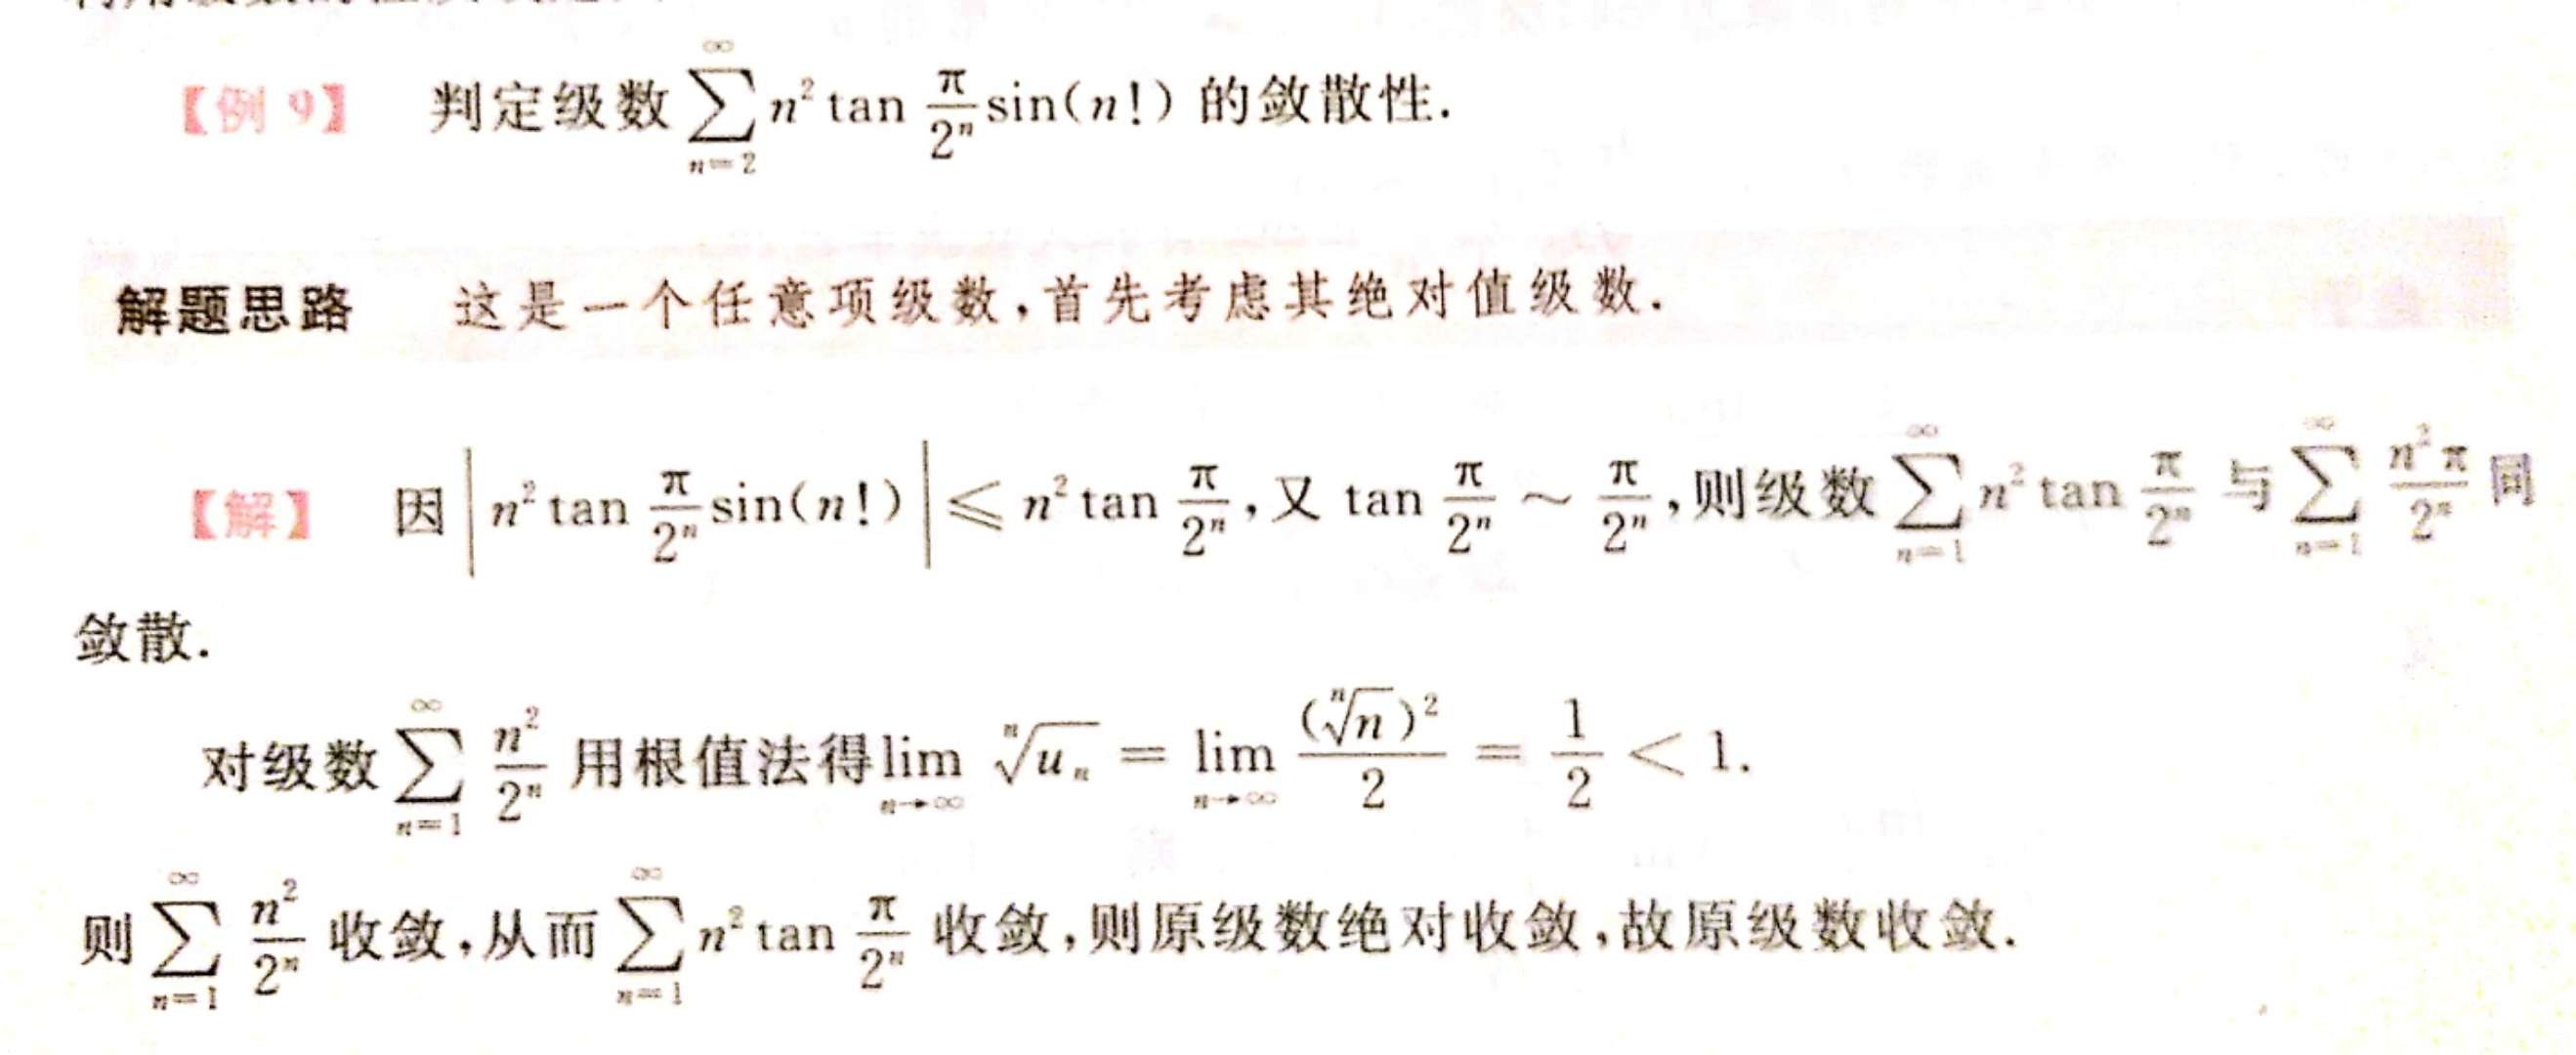 【例 9】 判定级数 $\sum_{n=2}^{\infty} n^2 \tan \frac{\pi}{2^n} \sin(n!)$ 的敛散性.
解题思路 这是一个任意项级数,首先考虑其绝对值级数.
【解】 因 $\left| n^2 \tan \frac{\pi}{2^n} \sin(n!) \right| \leqslant n^2 \tan \frac{\pi}{2^n}$,又 $\tan \frac{\pi}{2^n} \sim \frac{\pi}{2^n}$,则级数 $\sum_{n=1}^{\infty} n^2 \tan \frac{\pi}{2^n}$ 与 $\sum_{n=1}^{\infty} \frac{n^2 \pi}{2^n}$ 同
敛散.
对级数 $\sum_{n=1}^{\infty} \frac{n^2}{2^n}$ 用根值法得 $\lim_{n \to \infty} \sqrt[n]{u_n} = \lim_{n \to \infty} \frac{(\sqrt[n]{n})^2}{2} = \frac{1}{2} < 1.$
则 $\sum_{n=1}^{\infty} \frac{n^2}{2^n}$ 收敛,从而 $\sum_{n=1}^{\infty} n^2 \tan \frac{\pi}{2^n}$ 收敛,则原级数绝对收敛,故原级数收敛.